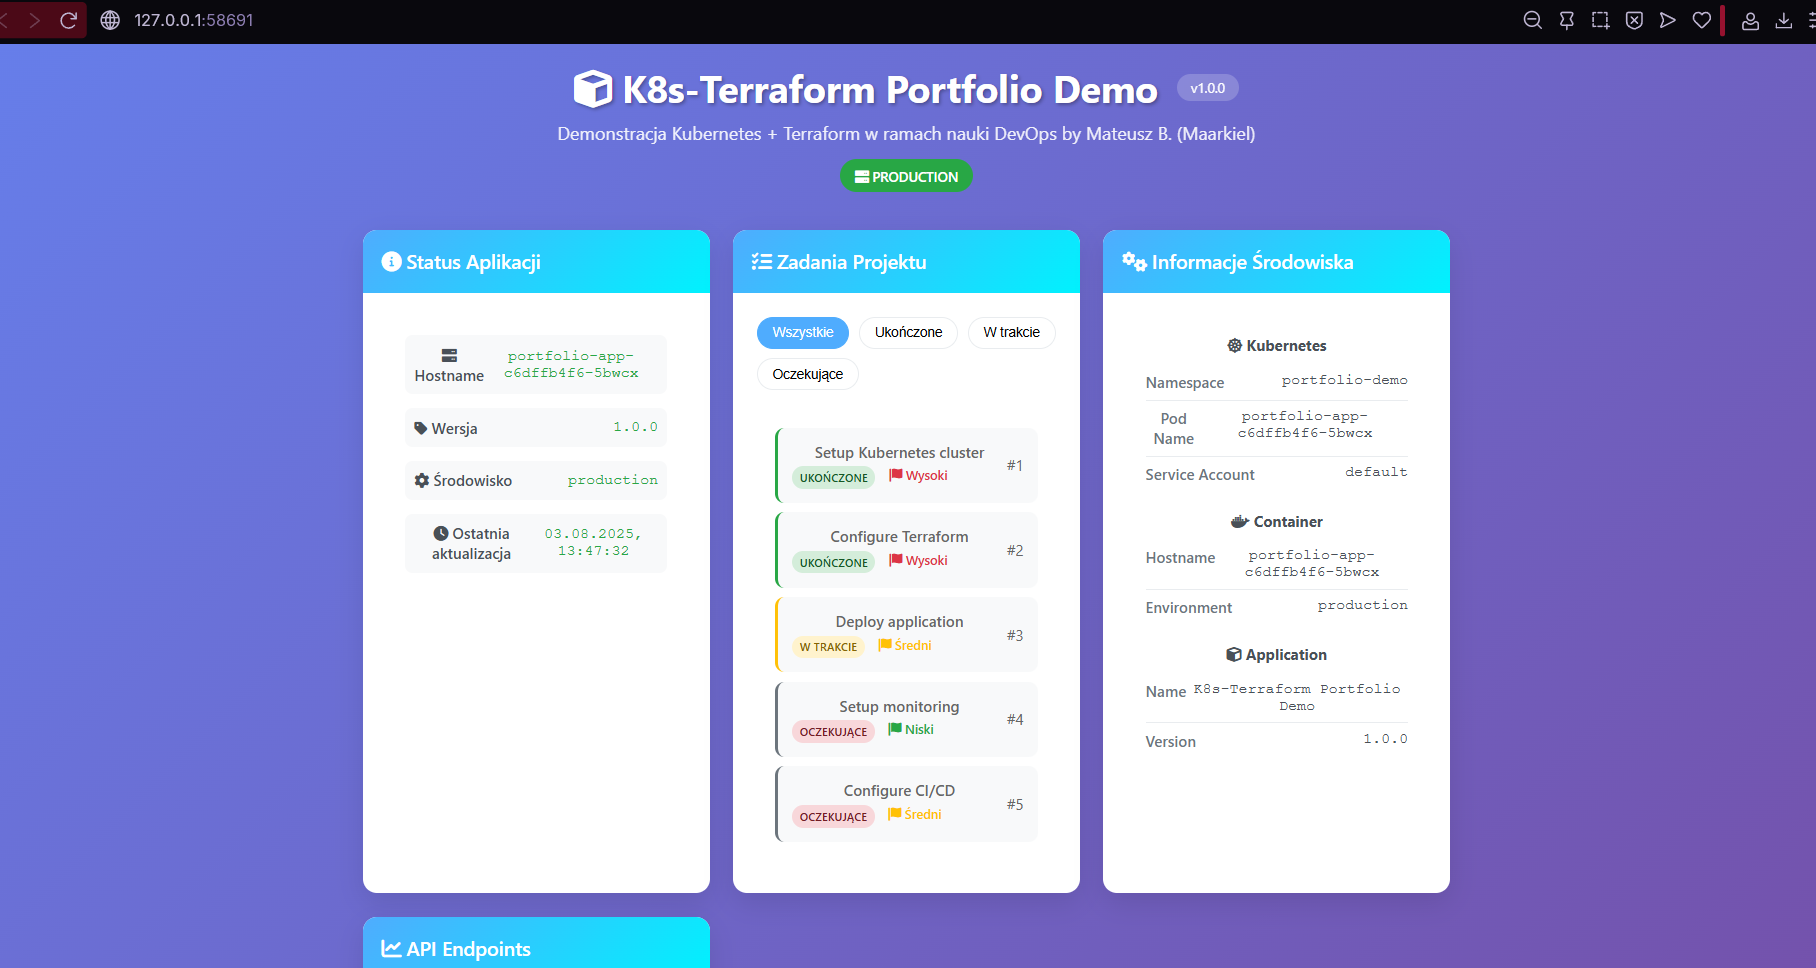 127.0.0.1:58691
K8s-Terraform Portfolio Demo v1.0.0
Demonstracja Kubernetes + Terraform w ramach nauki DevOps by Mateusz B. (Maarkiel)
PRODUCTION
Status Aplikacji
Hostname
portfolio-app-
c6dffb4f6-5bwcx
Wersja
1.0.0
Środowisko
production
Ostatnia
aktualizacja
03.08.2025,
13:47:32
Zadania Projektu
Wszystkie
Ukończone
W trakcie
Oczekujące
Setup Kubernetes cluster
UKOŃCZONE
Wysoki
#1
Configure Terraform
UKOŃCZONE
Wysoki
#2
Deploy application
W TRAKCIE
Średni
#3
Setup monitoring
OCZEKUJĄCE
Niski
#4
Configure CI/CD
OCZEKUJĄCE
Średni
#5
Informacje Środowiska
Kubernetes
Namespace
portfolio-demo
Pod
Name
portfolio-app-
c6dffb4f6-5bwcx
Service Account
default
Container
Hostname
portfolio-app-
c6dffb4f6-5bwcx
Environment
production
Application
Name
K8s-Terraform Portfolio
Demo
Version
1.0.0
API Endpoints